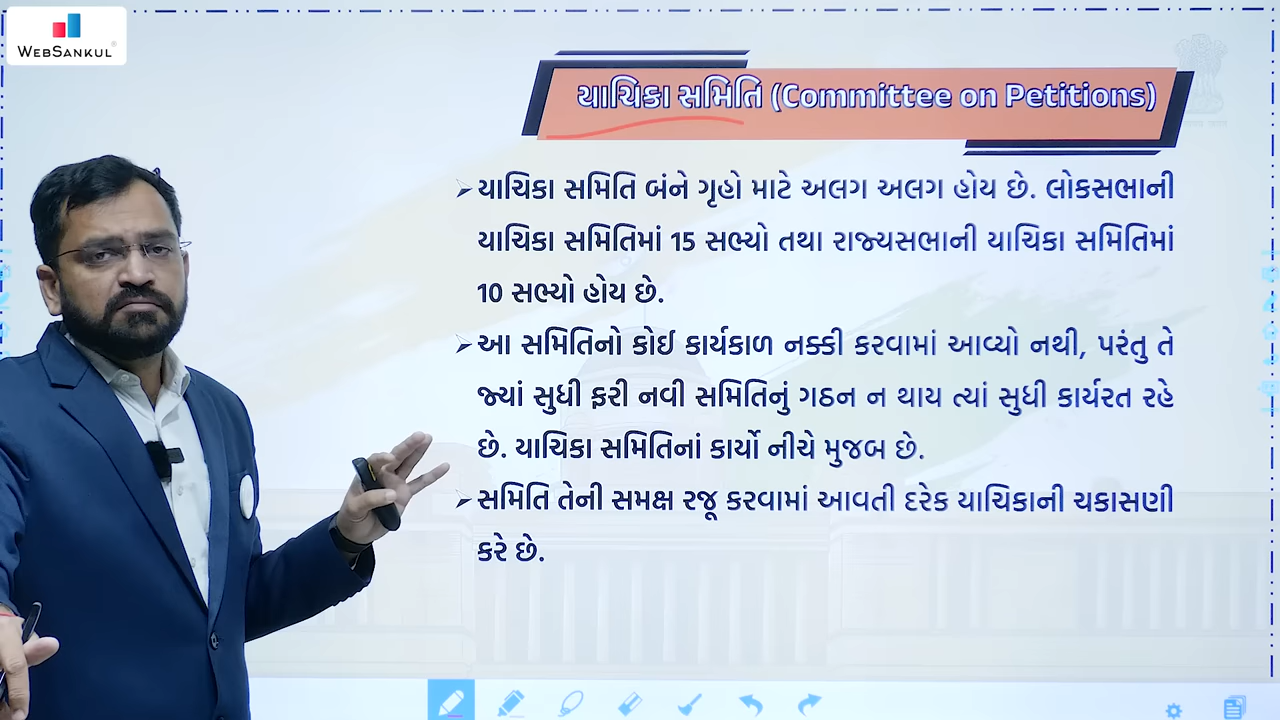 WEBSANKUL
યાચિકા સમિતિ (Committee on Petitions)
યાચિકા સમિતિ બંને ગૃહો માટે અલગ અલગ હોય છે. લોકસભાની
યાચિકા સમિતિમાં 15 સભ્યો તથા રાજ્યસભાની યાચિકા સમિતિમાં
10 સભ્યો હોય છે.
આ સમિતિનો કોઈ કાર્યકાળ નક્કી કરવામાં આવ્યો નથી, પરંતુ તે
જ્યાં સુધી ફરી નવી સમિતિનું ગઠન ન થાય ત્યાં સુધી કાર્યરત રહે
છે. યાચિકા સમિતિનાં કાર્યો નીચે મુજબ છે.
સમિતિ તેની સમક્ષ રજૂ કરવામાં આવતી દરેક યાચિકાની ચકાસણી
કરે છે.